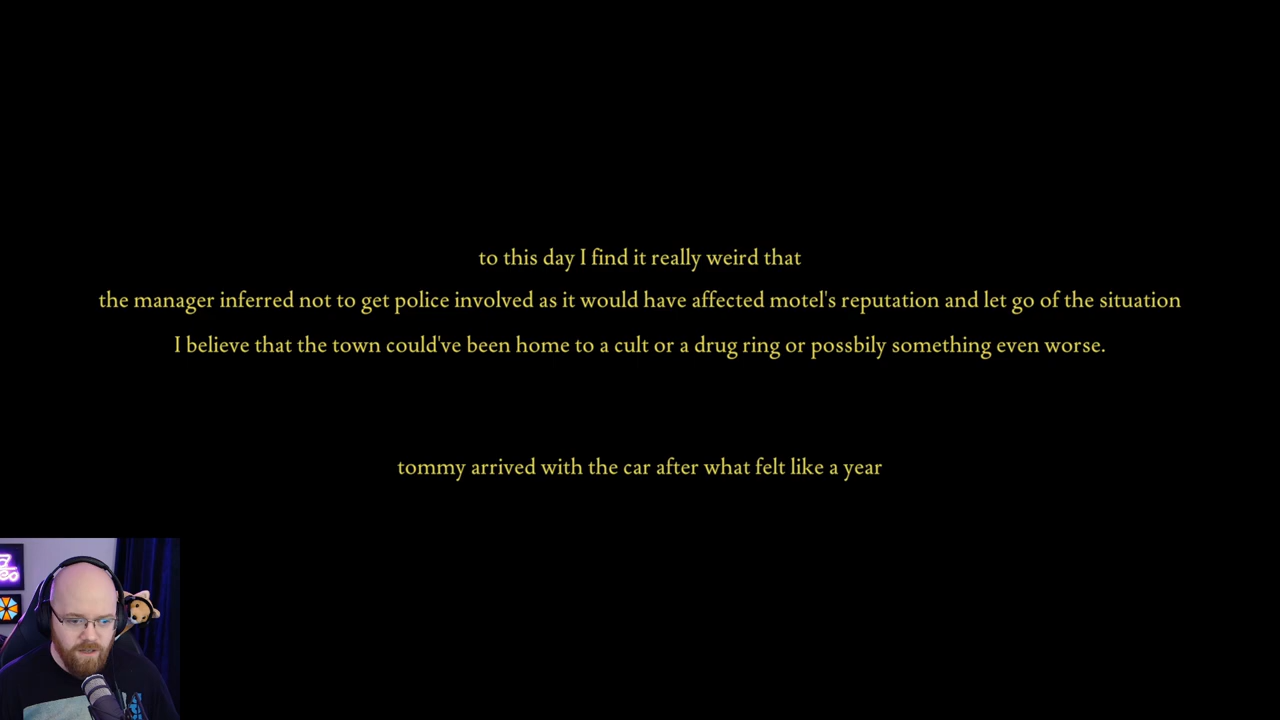 to this day I find it really weird that
the manager inferred not to get police involved as it would have affected motel's reputation and let go of the situation
I believe that the town could've been home to a cult or a drug ring or possbily something even worse.
tommy arrived with the car after what felt like a year